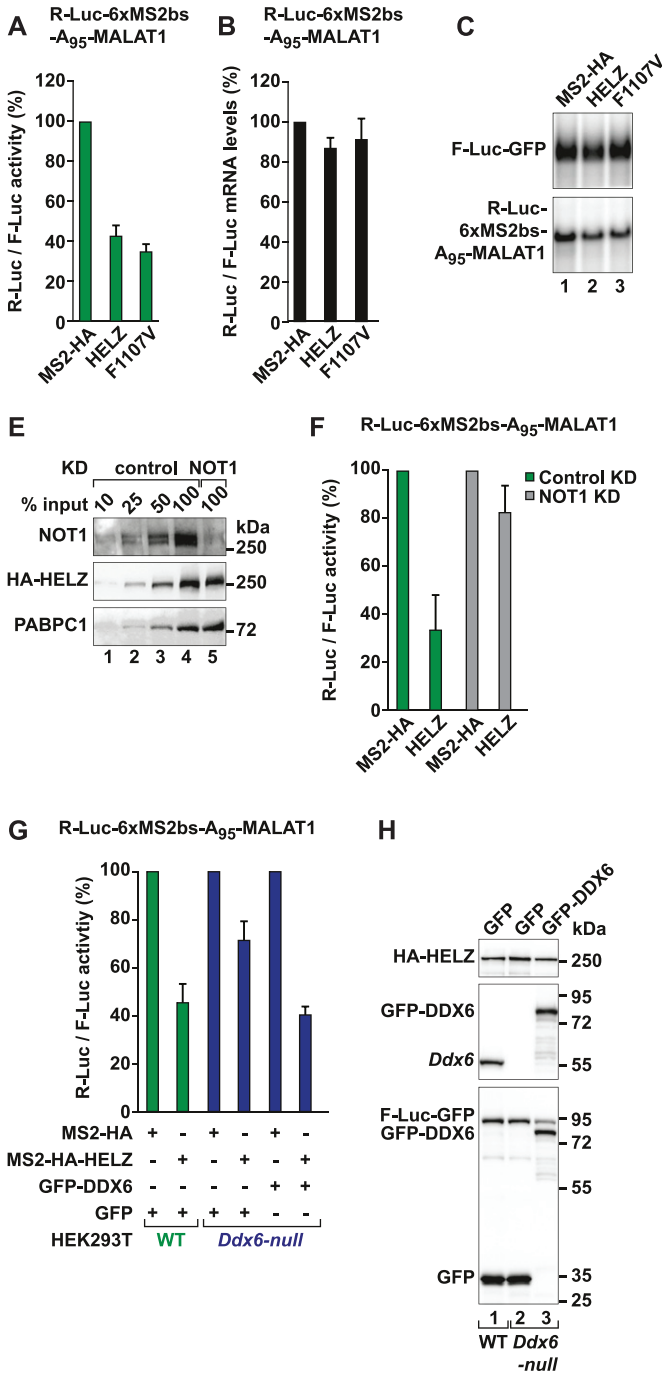 A
R-Luc-6xMS2bs
-A95-MALAT1
R-Luc / F-Luc activity (%)
120
100
80
60
40
20
0
MS2-HA
HELZ
F1107V
B
R-Luc-6xMS2bs
-A95-MALAT1
R-Luc / F-Luc mRNA levels (%)
120
100
80
60
40
20
0
MS2-HA
HELZ
F1107V
C
MS2-HA
HELZ
F1107V
F-Luc-GFP
R-Luc-
6xMS2bs-
A95-MALAT1
1 2 3
E
KD control NOT1
% input 10 25 50 100 100
kDa
NOT1
250
HA-HELZ
250
PABPC1
72
1 2 3 4 5
F
R-Luc-6xMS2bs-A95-MALAT1
Control KD
NOT1 KD
R-Luc / F-Luc activity (%)
100
80
60
40
20
0
MS2-HA
HELZ
MS2-HA
HELZ
G
R-Luc-6xMS2bs-A95-MALAT1
R-Luc / F-Luc activtiy (%)
100
80
60
40
20
0
MS2-HA + - + - + -
MS2-HA-HELZ - + - + - +
GFP-DDX6 - - - - + +
GFP + + + + - -
HEK293T WT Ddx6-null
H
GFP
GFP
GFP-DDX6
kDa
HA-HELZ
250
GFP-DDX6
95
72
Ddx6
55
F-Luc-GFP
95
GFP-DDX6
72
55
GFP
35
25
1 2 3
WT Ddx6
-null